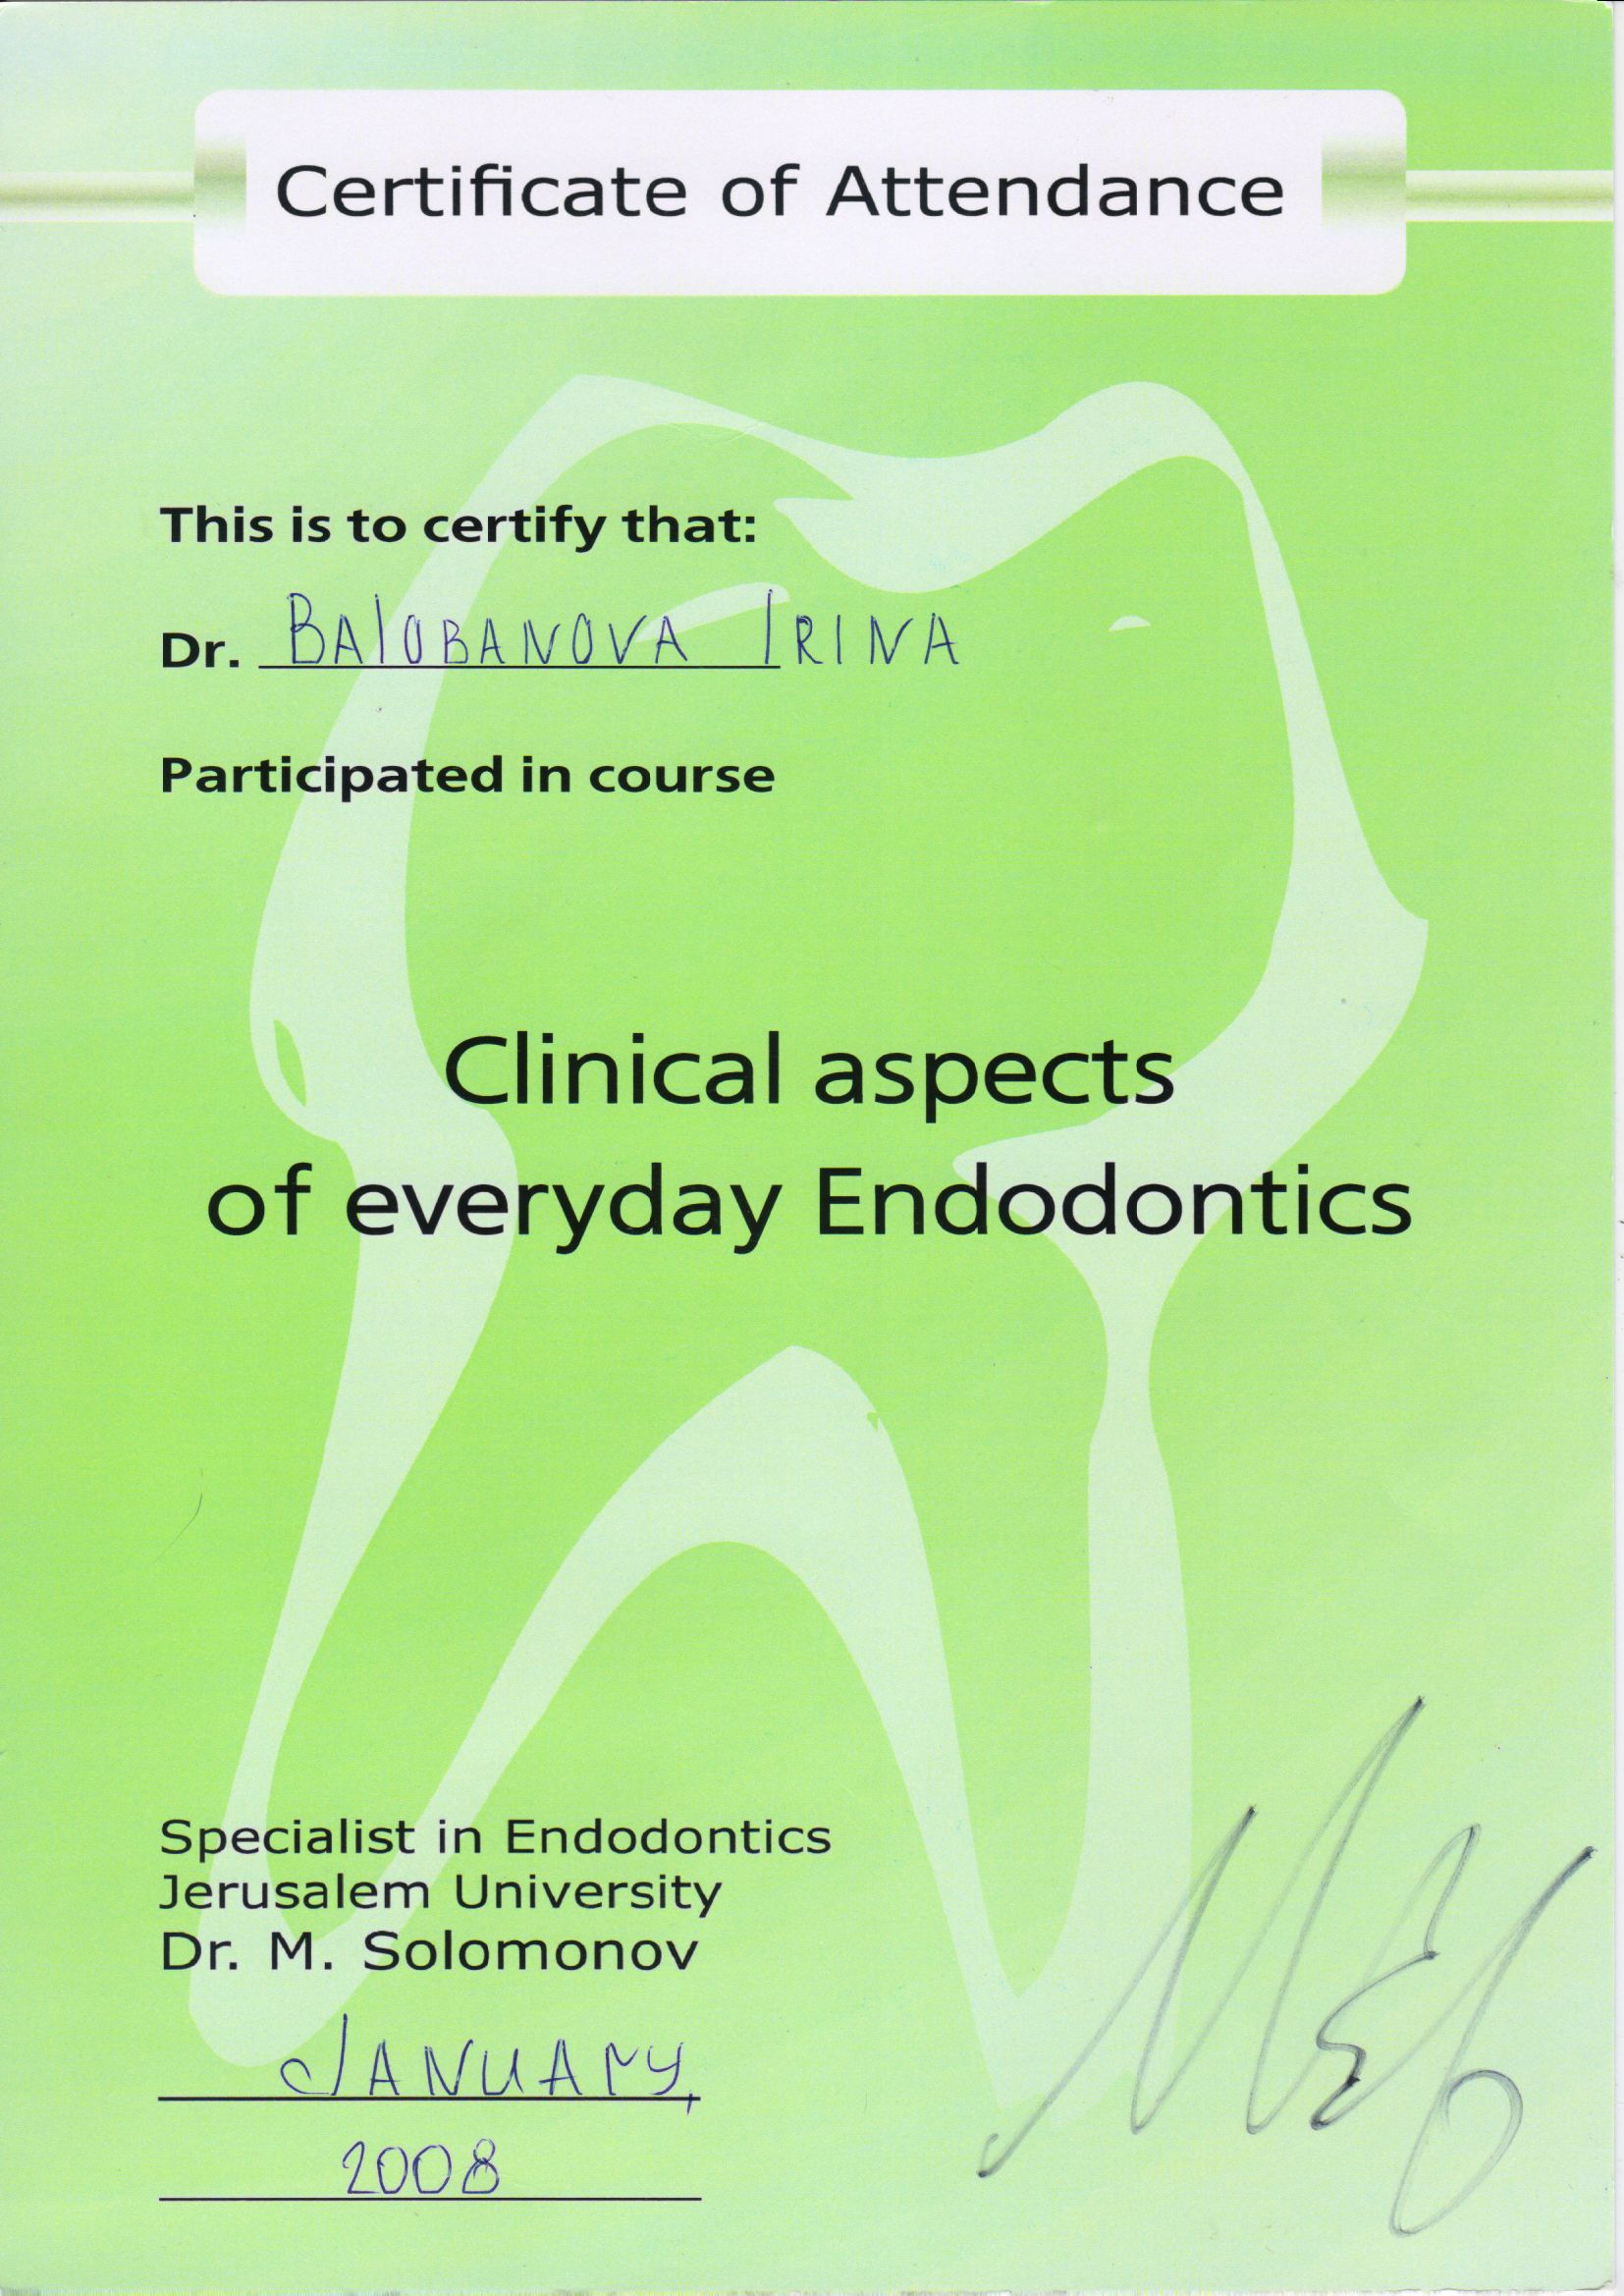 Certificate of Attendance
This is to certify that:
Dr. BAlOBANOVA IRINA
Participated in course
Clinical aspects
of everyday Endodontics
Specialist in Endodontics
Jerusalem University
Dr. M. Solomonov
JANUARY,
2008